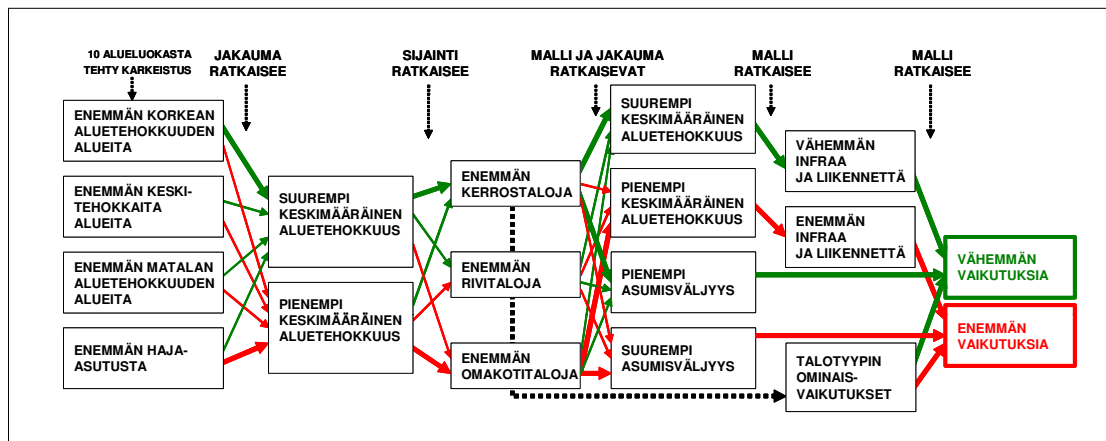 10 ALUELUOKASTA
TEHTY KARKEISTUS
JAKAUMA
RATKAISEE
SIJAINTI
RATKAISEE
MALLI JA JAKAUMA
RATKAISEVAT
MALLI
RATKAISEE
MALLI
RATKAISEE
ENEMMÄN KORKEAN
ALUETEHOKKUUDEN
ALUEITA
ENEMMÄN KESKI-
TEHOKKAITA
ALUEITA
ENEMMÄN MATALAN
ALUETEHOKKUUDEN
ALUEITA
ENEMMÄN HAJA-
ASUTUSTA
SUUREMPI
KESKIMÄÄRÄINEN
ALUETEHOKKUUS
PIENEMPI
KESKIMÄÄRÄINEN
ALUETEHOKKUUS
ENEMMÄN
KERROSTALOJA
ENEMMÄN
RIVITALOJA
ENEMMÄN
OMAKOTITALOJA
SUUREMPI
KESKIMÄÄRÄINEN
ALUETEHOKKUUS
PIENEMPI
KESKIMÄÄRÄINEN
ALUETEHOKKUUS
PIENEMPI
ASUMISVÄLJYYS
SUUREMPI
ASUMISVÄLJYYS
VÄHEMMÄN
INFRAA
JA LIIKENNETTÄ
ENEMMÄN
INFRAA
JA LIIKENNETTÄ
TALOTYYPIN
OMINAIS-
VAIKUTUKSET
VÄHEMMÄN
VAIKUTUKSIA
ENEMMÄN
VAIKUTUKSIA